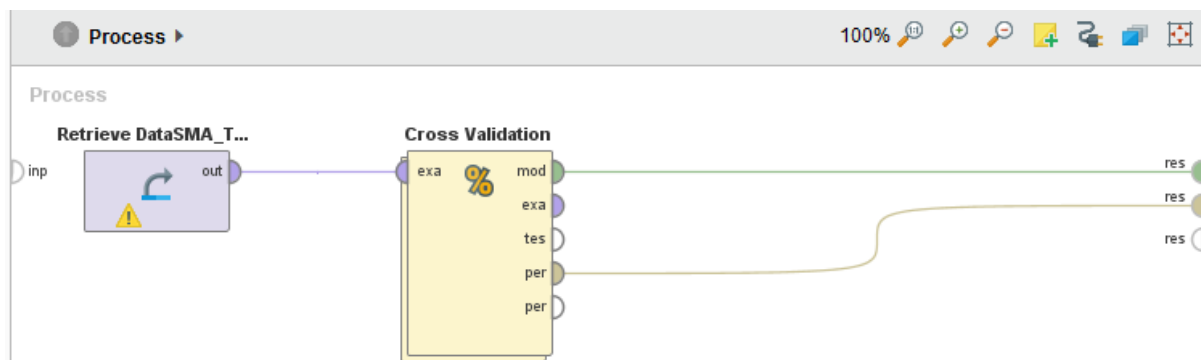 Process
100%
Process
Retrieve DataSMA_T...
Cross Validation
inp
out
exa
%
mod
res
exa
res
tes
res
per
per